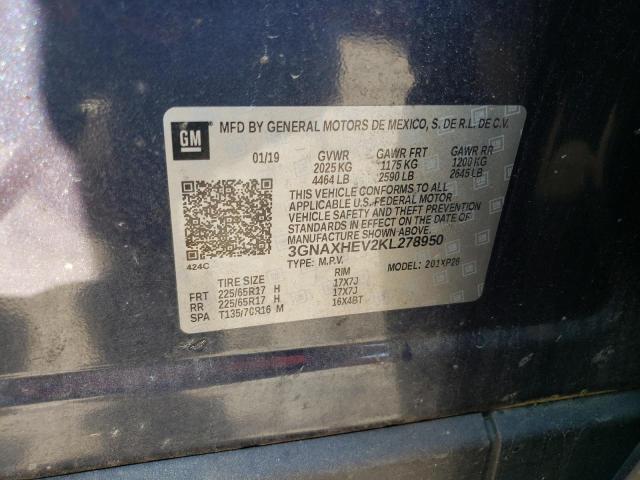 GM
MFD BY GENERAL MOTORS DE MEXICO, S. DE R.L. DE C.V.
01/19 GVWR GAWR FRT GAWR RR
2025 KG 1175 KG 1200 KG
4464 LB 2590 LB 2645 LB
THIS VEHICLE CONFORMS TO ALL
APPLICABLE U.S. FEDERAL MOTOR
VEHICLE SAFETY AND THEFT PREVENTION
STANDARDS IN EFFECT ON THE DATE OF
MANUFACTURE SHOWN ABOVE.
3GNAXHEV2KL278950
424C
TYPE: M.P.V. MODEL: 201XP26
TIRE SIZE RIM
FRT 225/65R17 H 17X7J
RR 225/65R17 H 17X7J
SPA T135/70R16 M 16X4BT